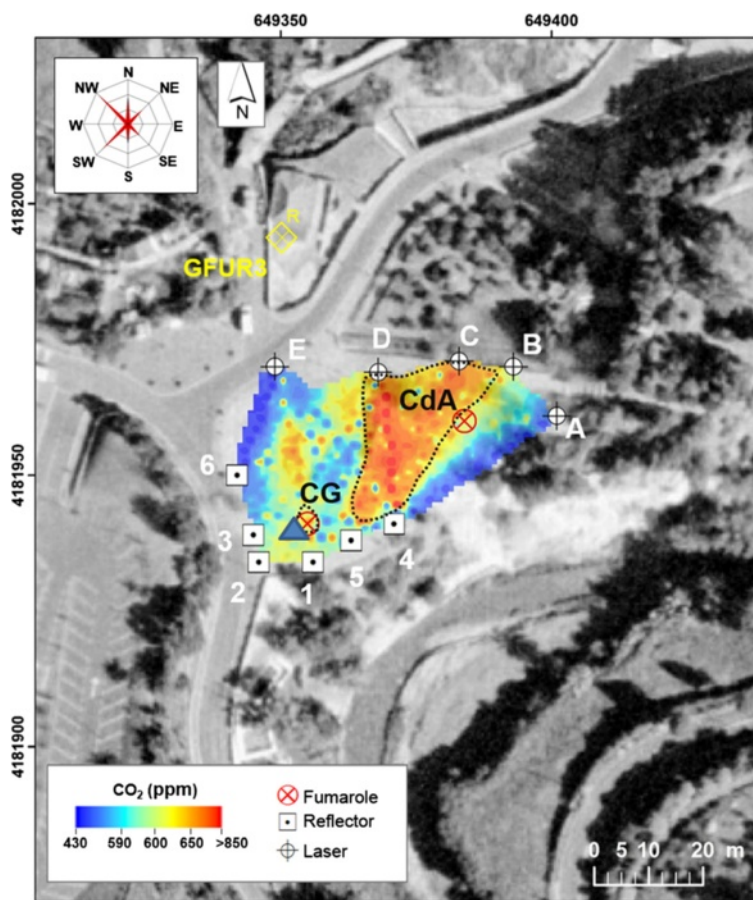 649350 649400
N
NW NE
W E
SW SE
S
N
4182000
R
GFUR3
E D C B
CdA
A
4181950
6
CG
3
4
5
2 1
4181900
CO₂ (ppm)
430 590 600 650 >850
Fumarole
Reflector
Laser
0 5 10 20 m